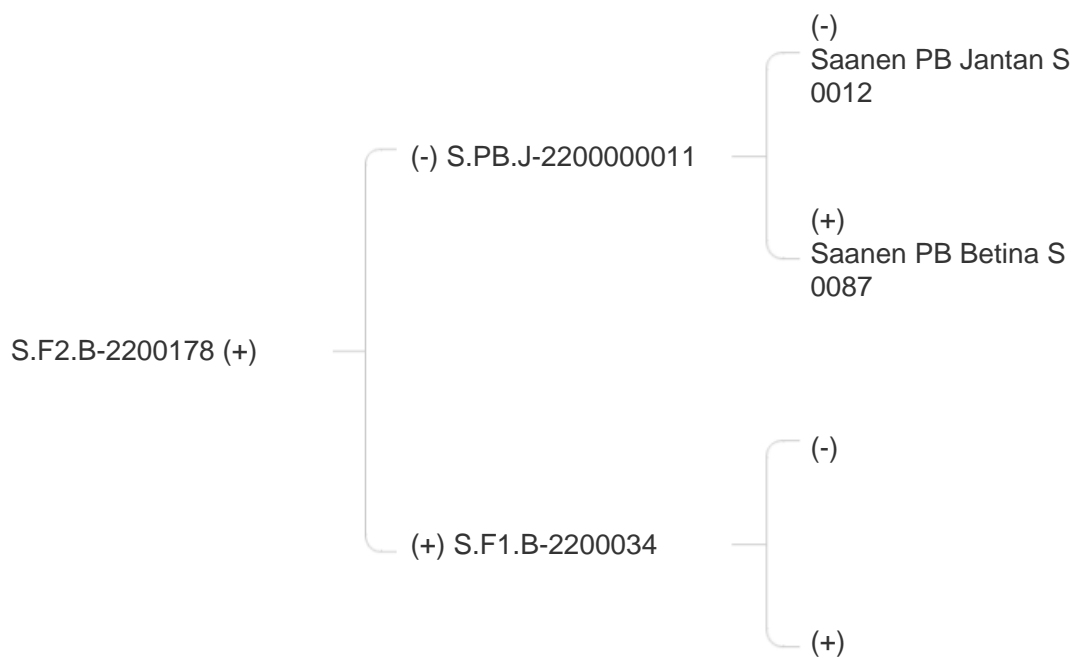 (-)
Saanen PB Jantan S
0012
(-) S.PB.J-2200000011
(+)
Saanen PB Betina S
0087
S.F2.B-2200178 (+)
(-)
(+) S.F1.B-2200034
(+)